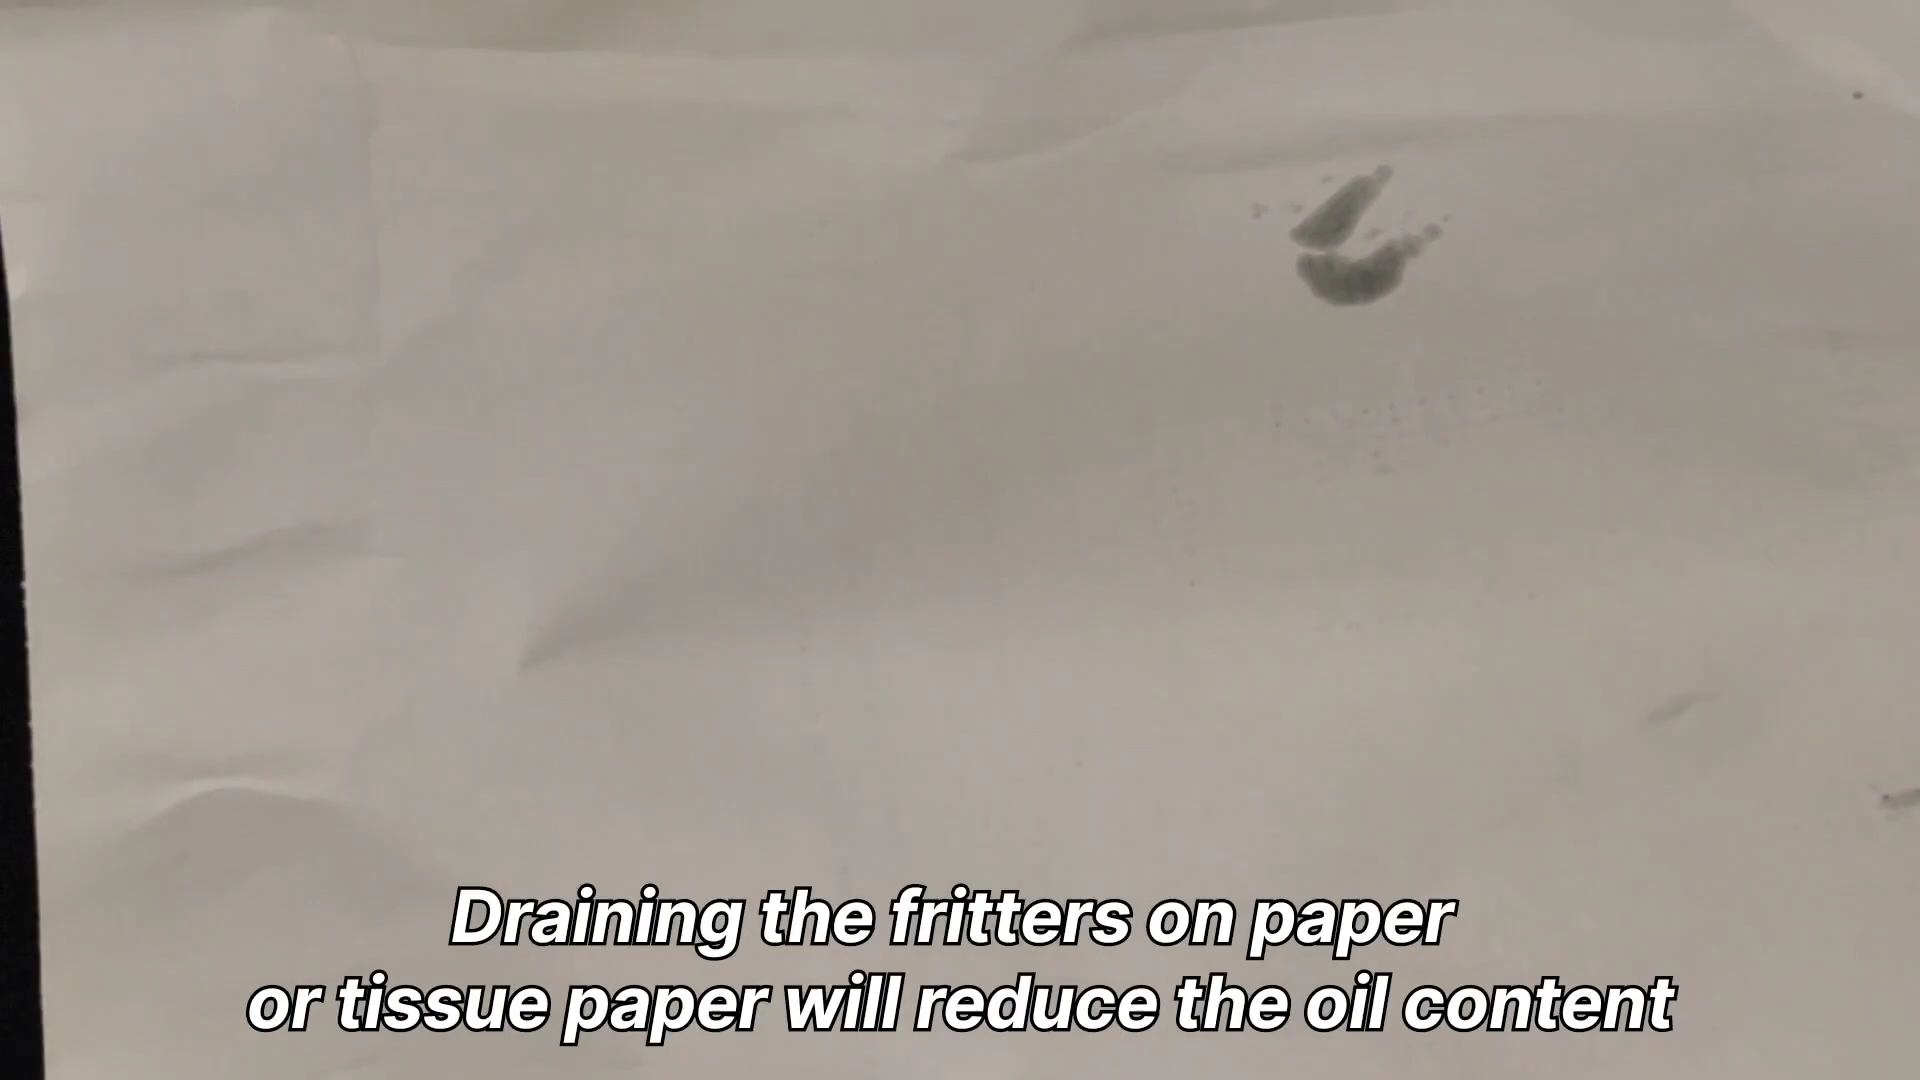 Draining the fritters on paper
or tissue paper will reduce the oil content